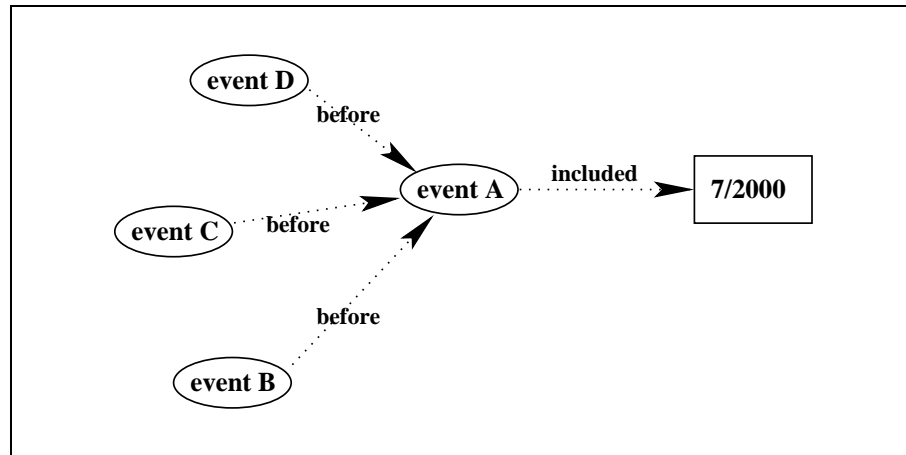 event D
before
included
event A
7/2000
event C
before
before
event B